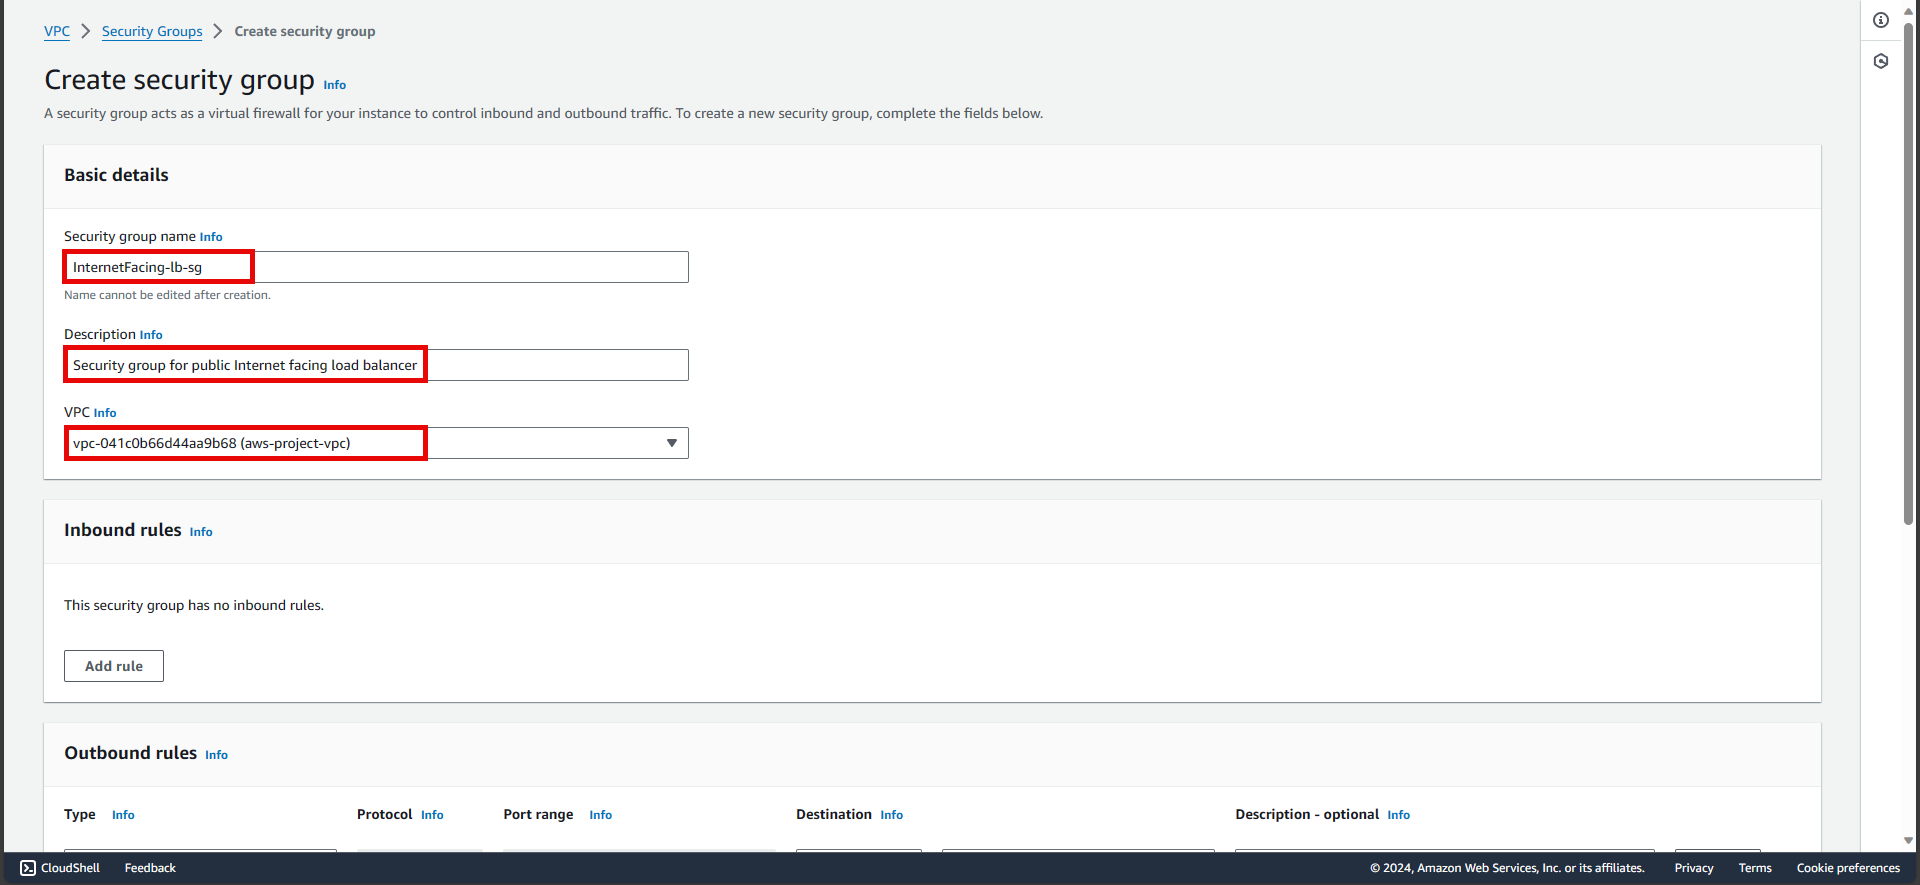 VPC > Security Groups > Create security group
Create security group Info
A security group acts as a virtual firewall for your instance to control inbound and outbound traffic. To create a new security group, complete the fields below.
Basic details
Security group name Info
InternetFacing-lb-sg
Name cannot be edited after creation.
Description Info
Security group for public Internet facing load balancer
VPC Info
vpc-041c0b66d44aa9b68 (aws-project-vpc)
Inbound rules Info
This security group has no inbound rules.
Add rule
Outbound rules Info
Type Info Protocol Info Port range Info Destination Info Description - optional Info
CloudShell Feedback © 2024, Amazon Web Services, Inc. or its affiliates. Privacy Terms Cookie preferences